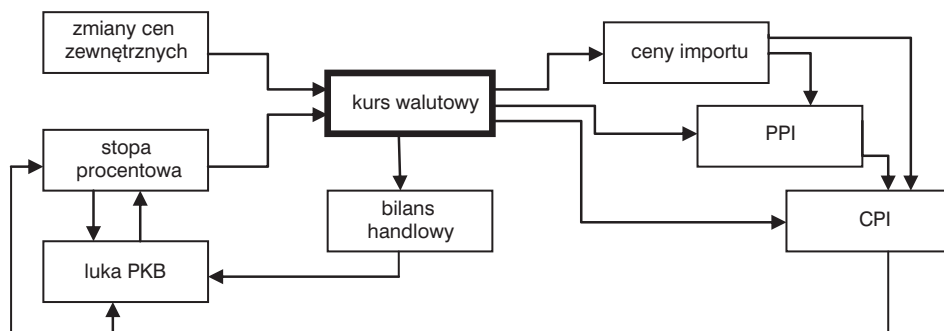 zmiany cen
zewnętrznych
ceny importu
kurs walutowy
PPI
stopa
procentowa
bilans
handlowy
CPI
luka PKB